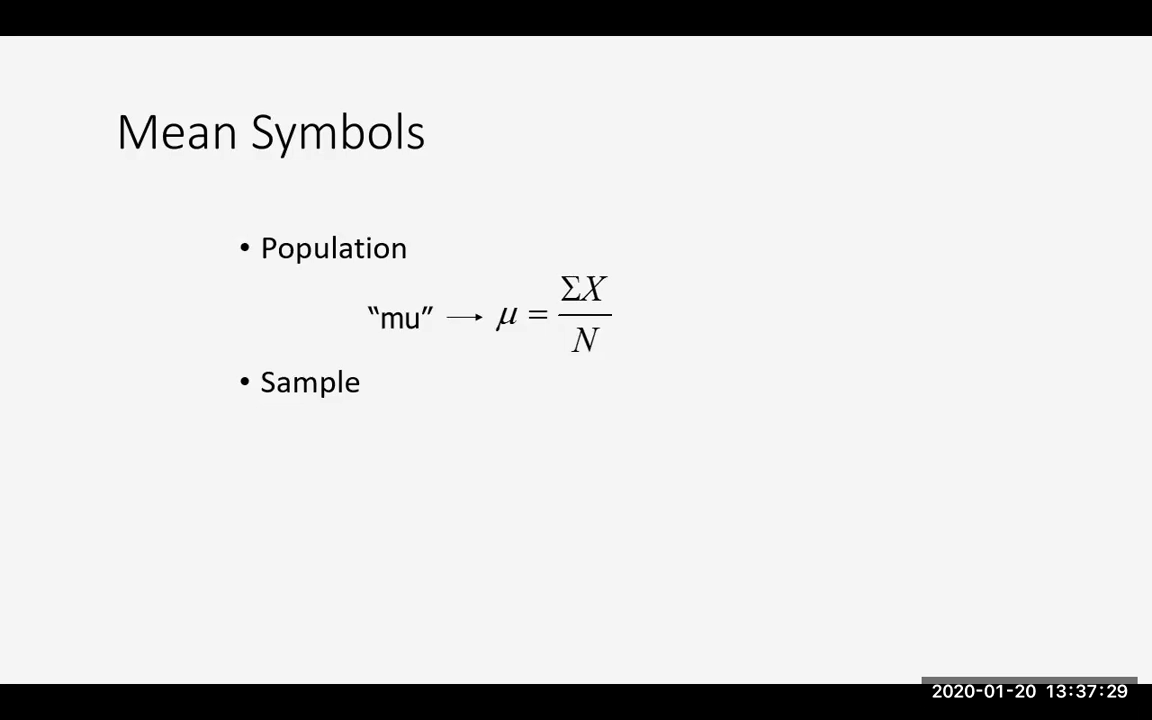 Mean Symbols
• Population
“mu” → μ = ΣX / N
• Sample
2020-01-20 13:37:29